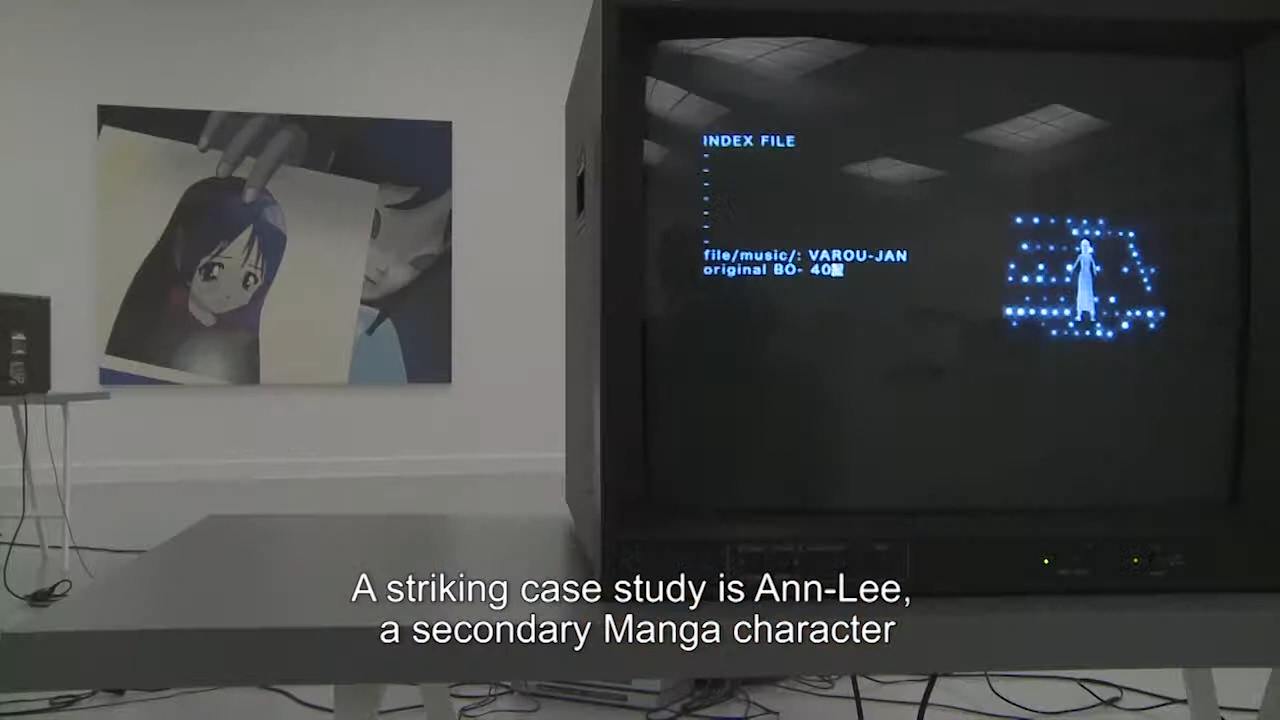 INDEX FILE
file/music/: VAROU-JAN
original BO- 40
A striking case study is Ann-Lee,
a secondary Manga character